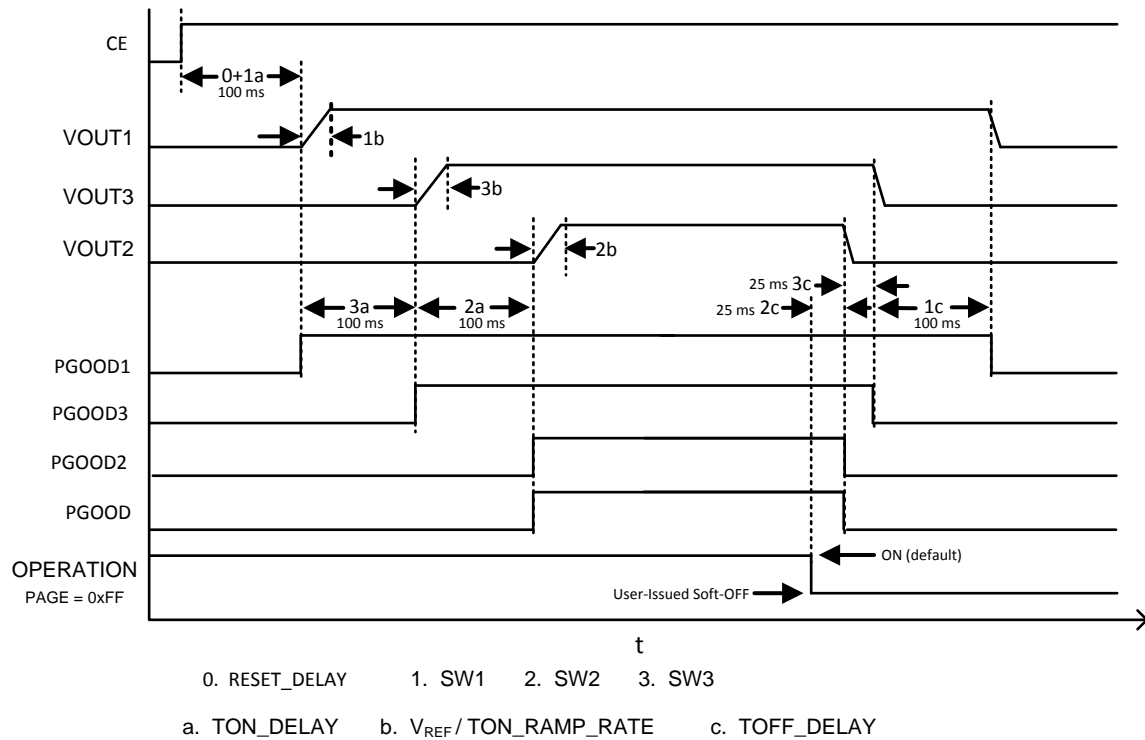 CE
0+1a
100 ms
VOUT1
1b
VOUT3
3b
VOUT2
2b
25 ms 3c
3a
100 ms
2a
100 ms
25 ms 2c
1c
100 ms
PGOOD1
PGOOD3
PGOOD2
PGOOD
OPERATION
PAGE = 0xFF
ON (default)
User-Issued Soft-OFF
t
0. RESET_DELAY 1. SW1 2. SW2 3. SW3
a. TON_DELAY b. VREF / TON_RAMP_RATE c. TOFF_DELAY